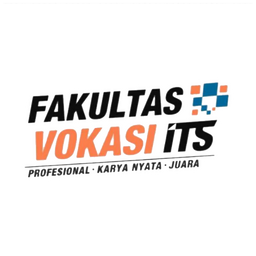 FAKULTAS
VOKASI ITS
PROFESIONAL · KARYA NYATA · JUARA